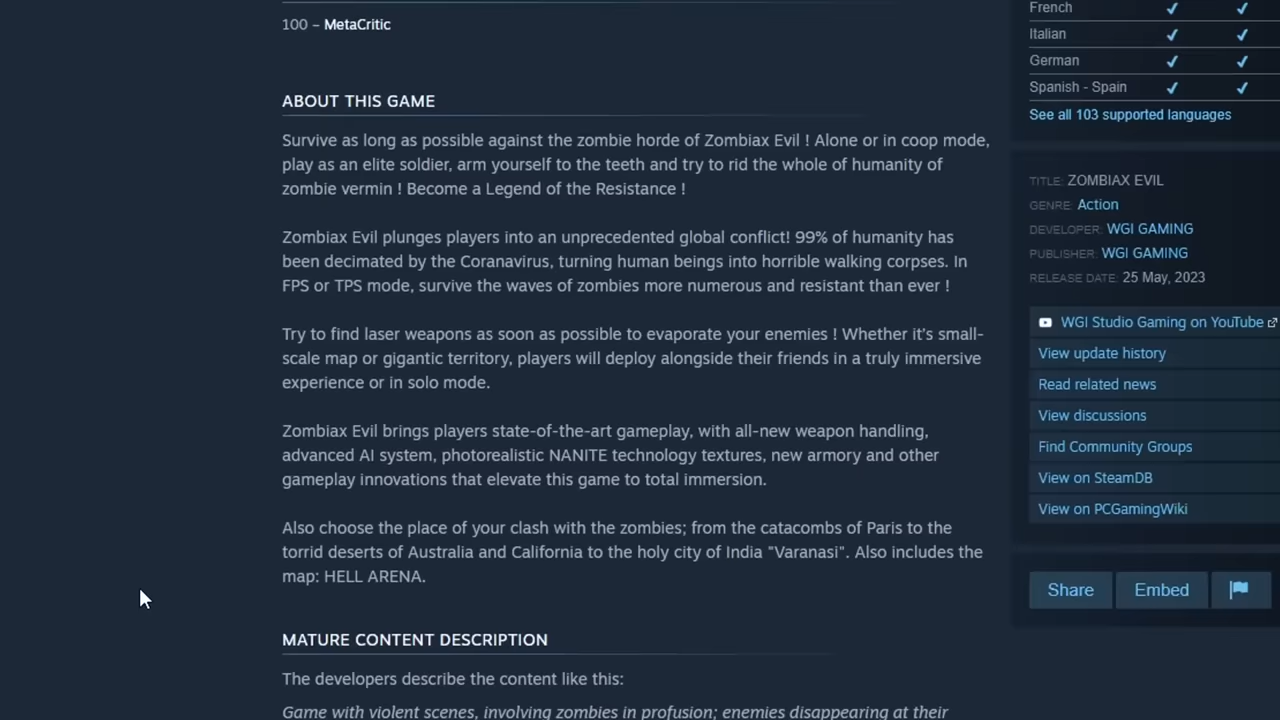 100 – MetaCritic
ABOUT THIS GAME
Survive as long as possible against the zombie horde of Zombiax Evil ! Alone or in coop mode,
play as an elite soldier, arm yourself to the teeth and try to rid the whole of humanity of
zombie vermin ! Become a Legend of the Resistance !
Zombiax Evil plunges players into an unprecedented global conflict! 99% of humanity has
been decimated by the Coranavirus, turning human beings into horrible walking corpses. In
FPS or TPS mode, survive the waves of zombies more numerous and resistant than ever !
Try to find laser weapons as soon as possible to evaporate your enemies ! Whether it's small-
scale map or gigantic territory, players will deploy alongside their friends in a truly immersive
experience or in solo mode.
Zombiax Evil brings players state-of-the-art gameplay, with all-new weapon handling,
advanced AI system, photorealistic NANITE technology textures, new armory and other
gameplay innovations that elevate this game to total immersion.
Also choose the place of your clash with the zombies; from the catacombs of Paris to the
torrid deserts of Australia and California to the holy city of India "Varanasi". Also includes the
map: HELL ARENA.
MATURE CONTENT DESCRIPTION
The developers describe the content like this:
Game with violent scenes, involving zombies in profusion; enemies disappearing at their
French
Italian
German
Spanish - Spain
See all 103 supported languages
TITLE: ZOMBIAX EVIL
GENRE: Action
DEVELOPER: WGI GAMING
PUBLISHER: WGI GAMING
RELEASE DATE: 25 May, 2023
WGI Studio Gaming on YouTube
View update history
Read related news
View discussions
Find Community Groups
View on SteamDB
View on PCGamingWiki
Share
Embed